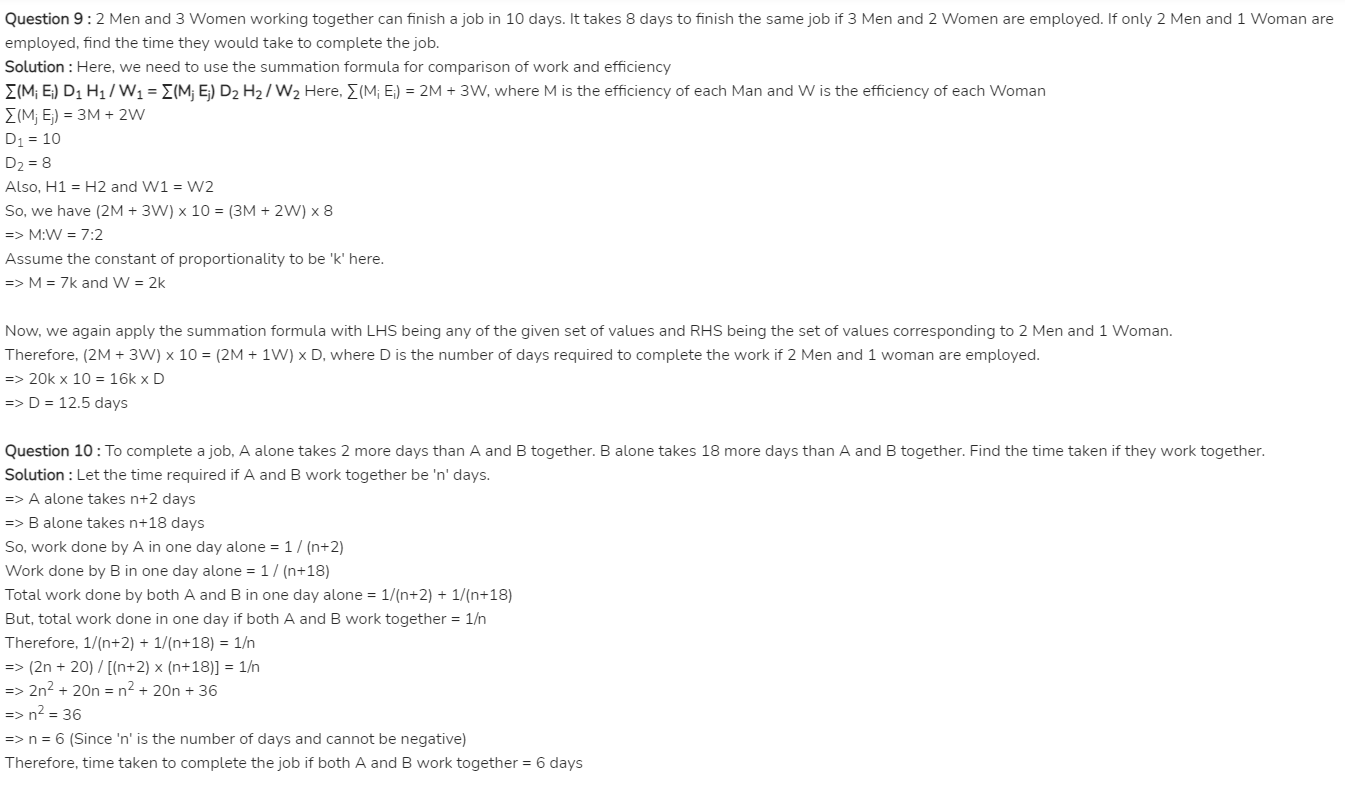 Question 9 : 2 Men and 3 Women working together can finish a job in 10 days. It takes 8 days to finish the same job if 3 Men and 2 Women are employed. If only 2 Men and 1 Woman are
employed, find the time they would take to complete the job.
Solution : Here, we need to use the summation formula for comparison of work and efficiency
∑(Mᵢ Eᵢ) D₁ H₁ / W₁ = ∑(Mⱼ Eⱼ) D₂ H₂ / W₂ Here, ∑(Mᵢ Eᵢ) = 2M + 3W, where M is the efficiency of each Man and W is the efficiency of each Woman
∑(Mⱼ Eⱼ) = 3M + 2W
D₁ = 10
D₂ = 8
Also, H1 = H2 and W1 = W2
So, we have (2M + 3W) x 10 = (3M + 2W) x 8
=> M:W = 7:2
Assume the constant of proportionality to be 'k' here.
=> M = 7k and W = 2k
Now, we again apply the summation formula with LHS being any of the given set of values and RHS being the set of values corresponding to 2 Men and 1 Woman.
Therefore, (2M + 3W) x 10 = (2M + 1W) x D, where D is the number of days required to complete the work if 2 Men and 1 woman are employed.
=> 20k x 10 = 16k x D
=> D = 12.5 days
Question 10 : To complete a job, A alone takes 2 more days than A and B together. B alone takes 18 more days than A and B together. Find the time taken if they work together.
Solution : Let the time required if A and B work together be 'n' days.
=> A alone takes n+2 days
=> B alone takes n+18 days
So, work done by A in one day alone = 1 / (n+2)
Work done by B in one day alone = 1 / (n+18)
Total work done by both A and B in one day alone = 1/(n+2) + 1/(n+18)
But, total work done in one day if both A and B work together = 1/n
Therefore, 1/(n+2) + 1/(n+18) = 1/n
=> (2n + 20) / [(n+2) x (n+18)] = 1/n
=> 2n² + 20n = n² + 20n + 36
=> n² = 36
=> n = 6 (Since 'n' is the number of days and cannot be negative)
Therefore, time taken to complete the job if both A and B work together = 6 days